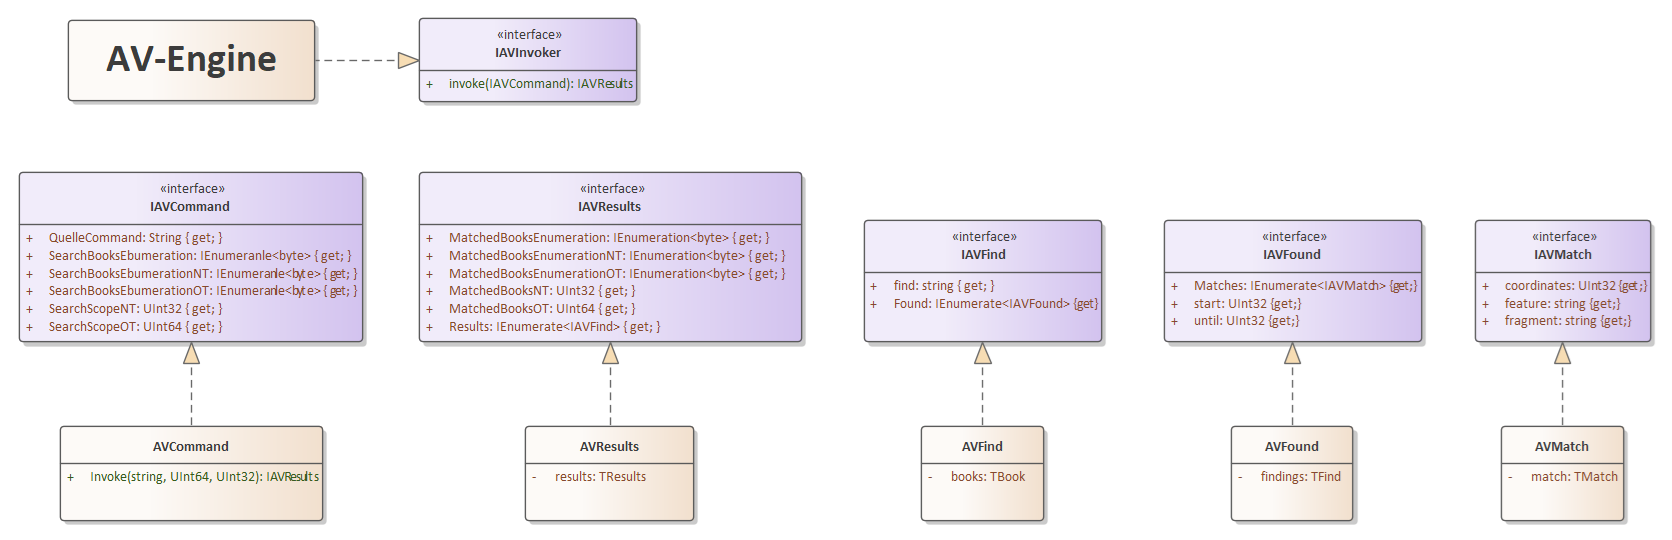 AV-Engine
«interface»
IAVInvoker
+ invoke(IAVCommand): IAVResults
«interface»
IAVCommand
+ QuelleCommand: String { get; }
+ SearchBooksEbumeration: IEnumeranle<byte> { get; }
+ SearchBooksEbumerationNT: IEnumeranle<byte> { get; }
+ SearchBooksEbumerationOT: IEnumeranle<byte> { get; }
+ SearchScopeNT: UInt32 { get; }
+ SearchScopeOT: UInt64 { get; }
«interface»
IAVResults
+ MatchedBooksEnumeration: IEnumeration<byte> { get; }
+ MatchedBooksEnumerationNT: IEnumeration<byte> { get; }
+ MatchedBooksEnumerationOT: IEnumeration<byte> { get; }
+ MatchedBooksNT: UInt32 { get; }
+ MatchedBooksOT: UInt64 { get; }
+ Results: IEnumerate<IAVFind> { get; }
«interface»
IAVFind
+ find: string { get; }
+ Found: IEnumerate<IAVFound> {get}
«interface»
IAVFound
+ Matches: IEnumerate<IAVMatch> {get;}
+ start: UInt32 {get;}
+ until: UInt32 {get;}
«interface»
IAVMatch
+ coordinates: UInt32 {get;}
+ feature: string {get;}
+ fragment: string {get;}
AVCommand
+ Invoke(string, UInt64, UInt32): IAVResults
AVResults
- results: TResults
AVFind
- books: TBook
AVFound
- findings: TFind
AVMatch
- match: TMatch